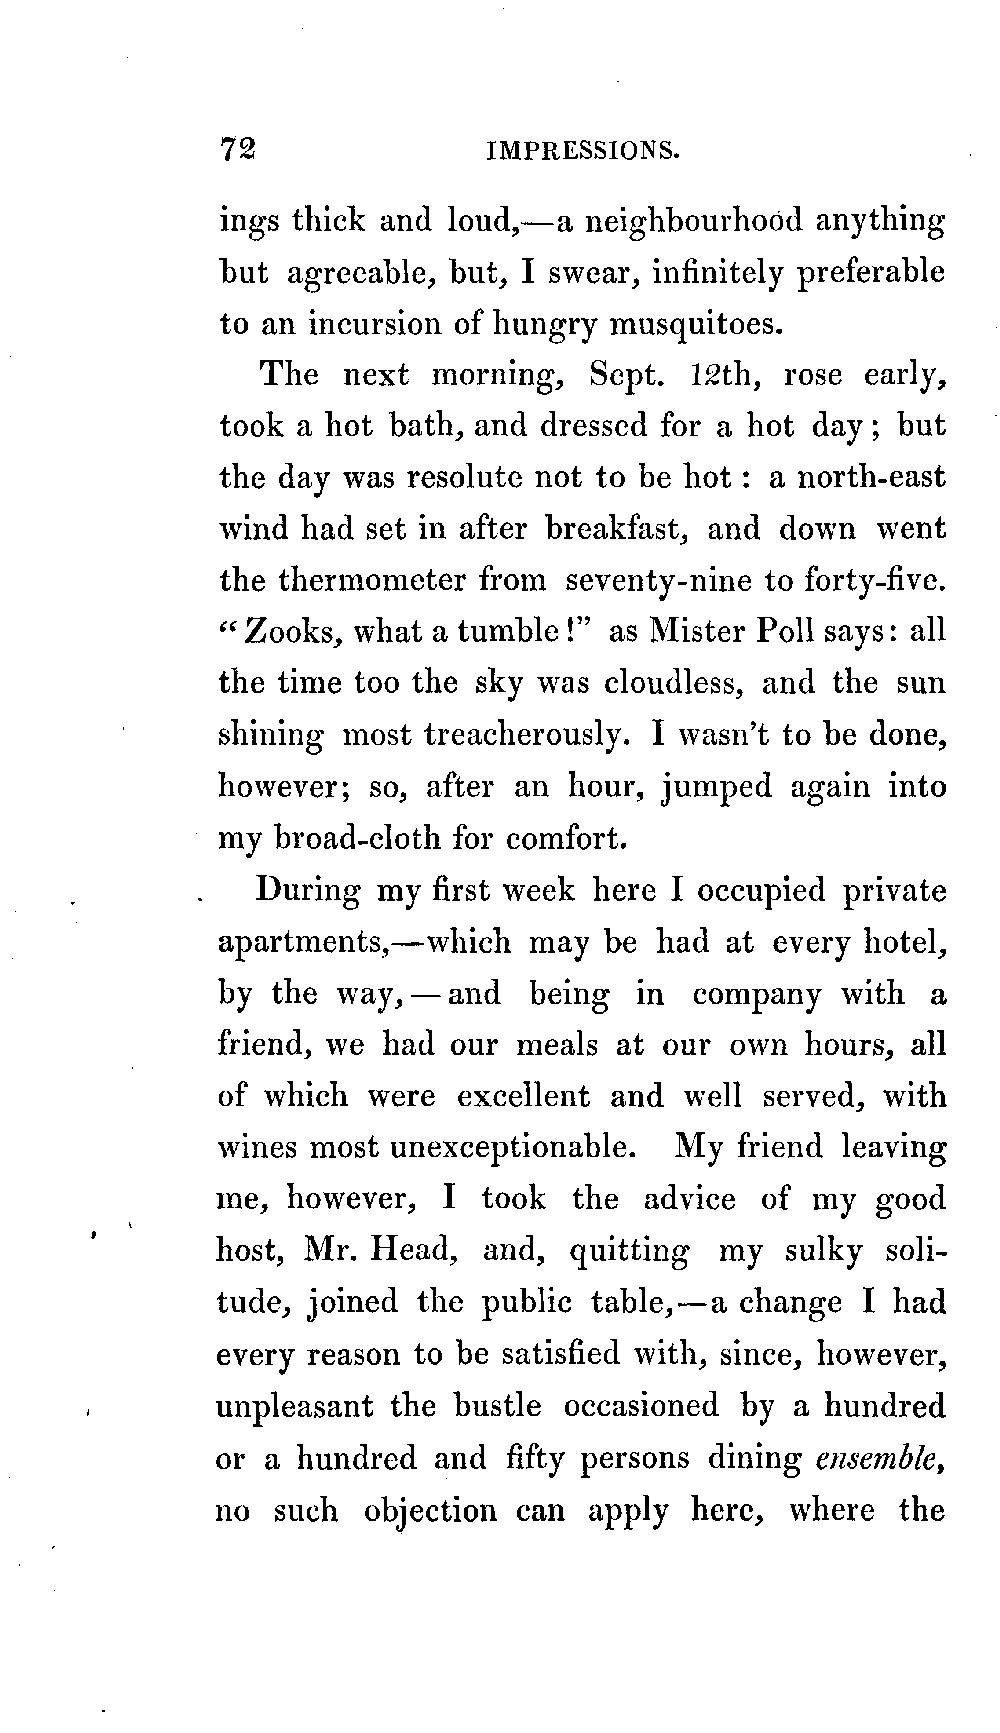 72 IMPRESSIONS.
ings thick and loud,—a neighbourhood anything
but agreeable, but, I swear, infinitely preferable
to an incursion of hungry musquitoes.
The next morning, Sept. 12th, rose early,
took a hot bath, and dressed for a hot day; but
the day was resolute not to be hot: a north-east
wind had set in after breakfast, and down went
the thermometer from seventy-nine to forty-five.
“Zooks, what a tumble!” as Mister Poll says: all
the time too the sky was cloudless, and the sun
shining most treacherously. I wasn't to be done,
however; so, after an hour, jumped again into
my broad-cloth for comfort.
During my first week here I occupied private
apartments,—which may be had at every hotel,
by the way,—and being in company with a
friend, we had our meals at our own hours, all
of which were excellent and well served, with
wines most unexceptionable. My friend leaving
me, however, I took the advice of my good
host, Mr. Head, and, quitting my sulky soli-
tude, joined the public table,—a change I had
every reason to be satisfied with, since, however,
unpleasant the bustle occasioned by a hundred
or a hundred and fifty persons dining ensemble,
no such objection can apply here, where the